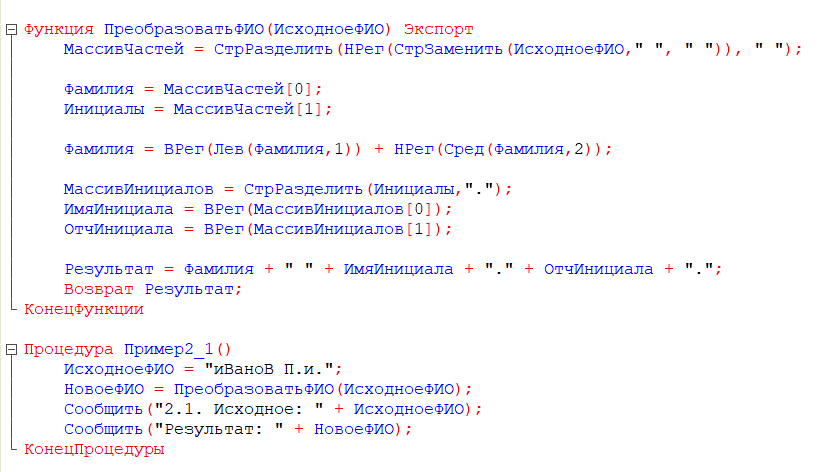 Функция ПреобразоватьФИО(ИсходноеФИО) Экспорт
МассивЧастей = СтрРазделить(НРег(СтрЗаменить(ИсходноеФИО," ", " ")), " ");
Фамилия = МассивЧастей[0];
Инициалы = МассивЧастей[1];
Фамилия = ВРег(Лев(Фамилия,1)) + НРег(Сред(Фамилия,2));
МассивИнициалов = СтрРазделить(Инициалы,".");
ИмяИнициала = ВРег(МассивИнициалов[0]);
ОтчИнициала = ВРег(МассивИнициалов[1]);
Результат = Фамилия + " " + ИмяИнициала + "." + ОтчИнициала + ".";
Возврат Результат;
КонецФункции
Процедура Пример2_1()
ИсходноеФИО = "иВаноВ П.и.";
НовоеФИО = ПреобразоватьФИО(ИсходноеФИО);
Сообщить("2.1. Исходное: " + ИсходноеФИО);
Сообщить("Результат: " + НовоеФИО);
КонецПроцедуры